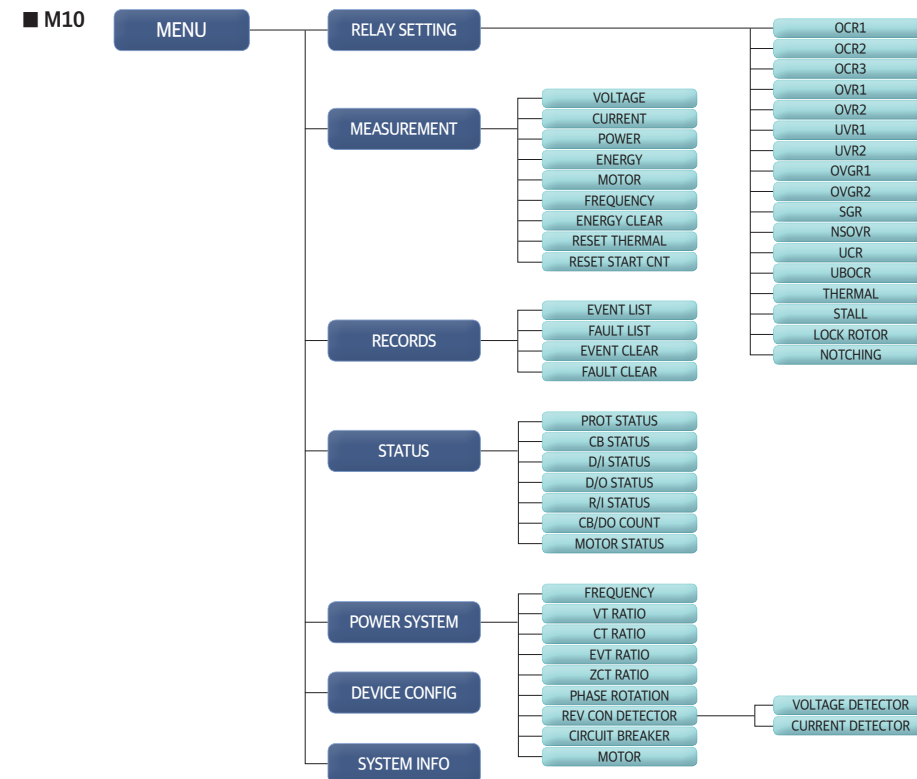 ■ M10
MENU
RELAY SETTING
OCR1
OCR2
OCR3
OVR1
OVR2
UVR1
UVR2
OVGR1
OVGR2
SGR
NSOVR
UCR
UBOCR
THERMAL
STALL
LOCK ROTOR
NOTCHING
MEASUREMENT
VOLTAGE
CURRENT
POWER
ENERGY
MOTOR
FREQUENCY
ENERGY CLEAR
RESET THERMAL
RESET START CNT
RECORDS
EVENT LIST
FAULT LIST
EVENT CLEAR
FAULT CLEAR
STATUS
PROT STATUS
CB STATUS
D/I STATUS
D/O STATUS
R/I STATUS
CB/DO COUNT
MOTOR STATUS
POWER SYSTEM
FREQUENCY
VT RATIO
CT RATIO
EVT RATIO
ZCT RATIO
PHASE ROTATION
REV CON DETECTOR
VOLTAGE DETECTOR
CURRENT DETECTOR
CIRCUIT BREAKER
MOTOR
DEVICE CONFIG
SYSTEM INFO